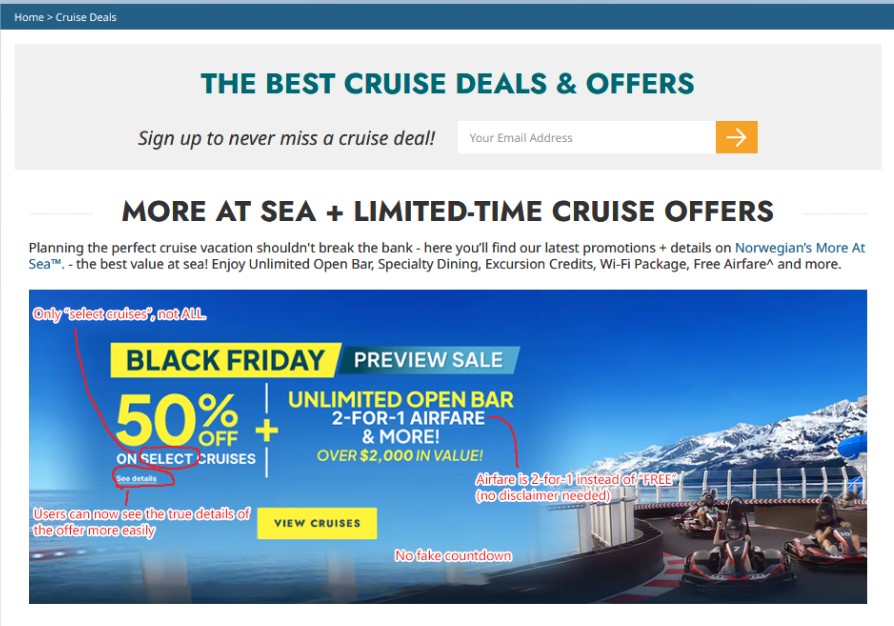 Home > Cruise Deals
THE BEST CRUISE DEALS & OFFERS
Sign up to never miss a cruise deal!
Your Email Address
MORE AT SEA + LIMITED-TIME CRUISE OFFERS
Planning the perfect cruise vacation shouldn't break the bank - here you'll find our latest promotions + details on Norwegian's More At
Sea™. - the best value at sea! Enjoy Unlimited Open Bar, Specialty Dining, Excursion Credits, Wi-Fi Package, Free Airfare^ and more.
Only "select cruises", not ALL.
BLACK FRIDAY PREVIEW SALE
50% OFF
ON SELECT CRUISES
See details
+
UNLIMITED OPEN BAR
2-FOR-1 AIRFARE
& MORE!
OVER $2,000 IN VALUE!
Airfare is 2-for-1 instead of "FREE"
(no disclaimer needed)
Users can now see the true details of
the offer more easily
VIEW CRUISES
No fake countdown
7
10